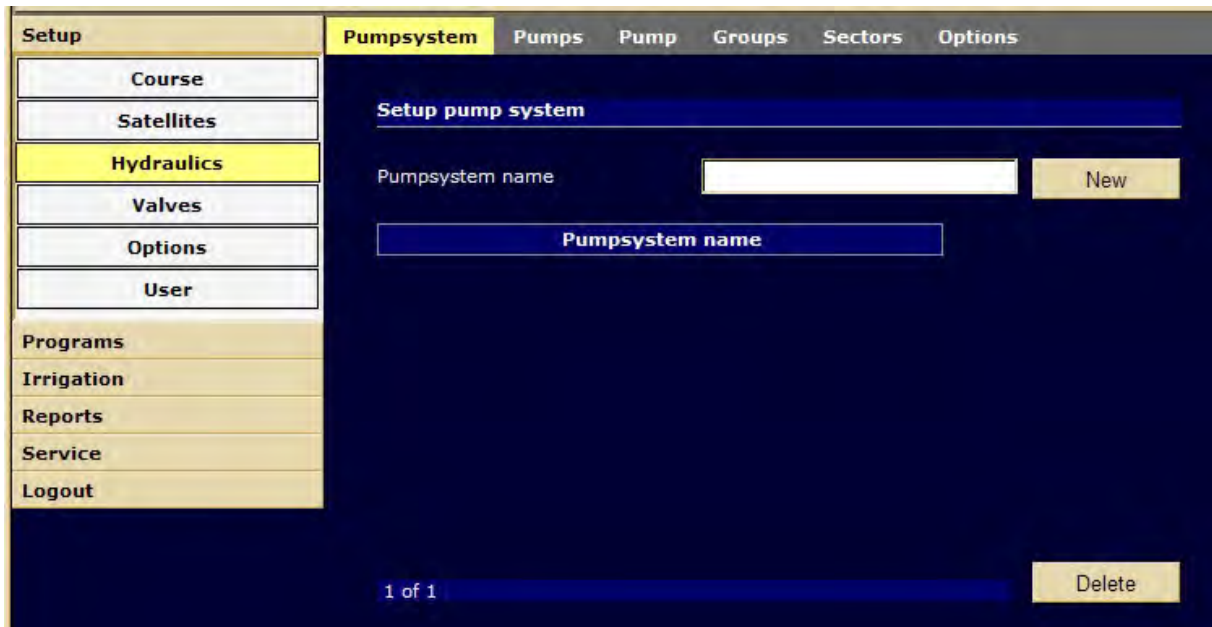 Setup
Course
Satellites
Hydraulics
Valves
Options
User
Programs
Irrigation
Reports
Service
Logout
Pumpsystem Pumps Pump Groups Sectors Options
Setup pump system
Pumpsystem name
New
Pumpsystem name
1 of 1
Delete